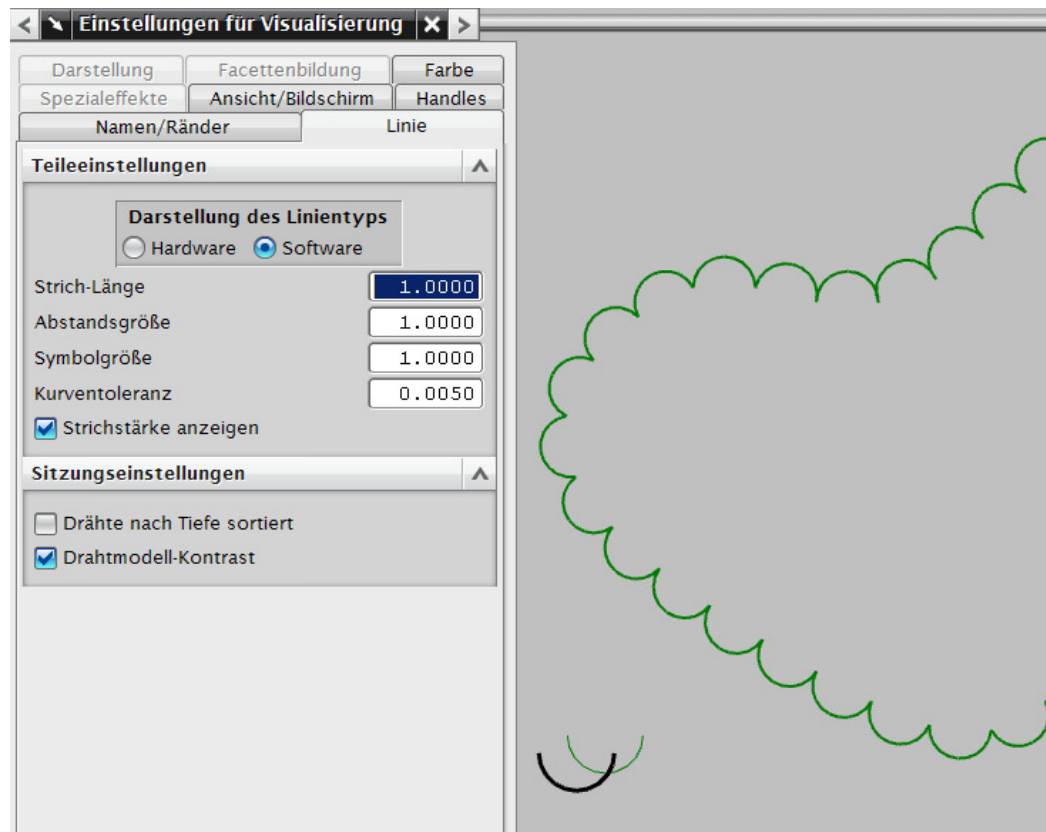 Einstellungen für Visualisierung
Darstellung Facettenbildung Farbe
Spezialeffekte Ansicht/Bildschirm Handles
Namen/Ränder Linie
Teileeinstellungen
Darstellung des Linientyps
Hardware Software
Strich-Länge 1.0000
Abstandsgröße 1.0000
Symbolgröße 1.0000
Kurventoleranz 0.0050
Strichstärke anzeigen
Sitzungseinstellungen
Drähte nach Tiefe sortiert
Drahtmodell-Kontrast